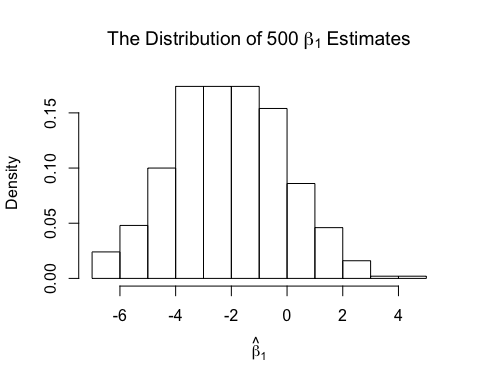 The Distribution of 500 β₁ Estimates
Density
0.15
0.10
0.05
0.00
-6 -4 -2 0 2 4
β̂₁